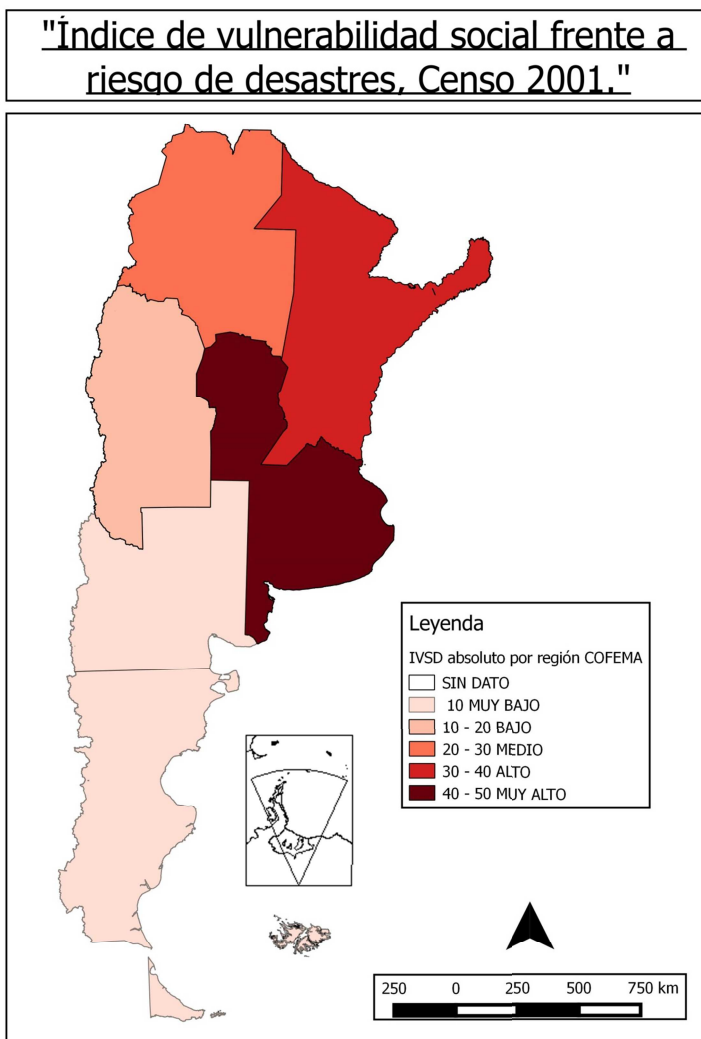 "Índice de vulnerabilidad social frente a
riesgo de desastres, Censo 2001."
Leyenda
IVSD absoluto por región COFEMA
SIN DATO
10 MUY BAJO
10 - 20 BAJO
20 - 30 MEDIO
30 - 40 ALTO
40 - 50 MUY ALTO
250 0 250 500 750 km